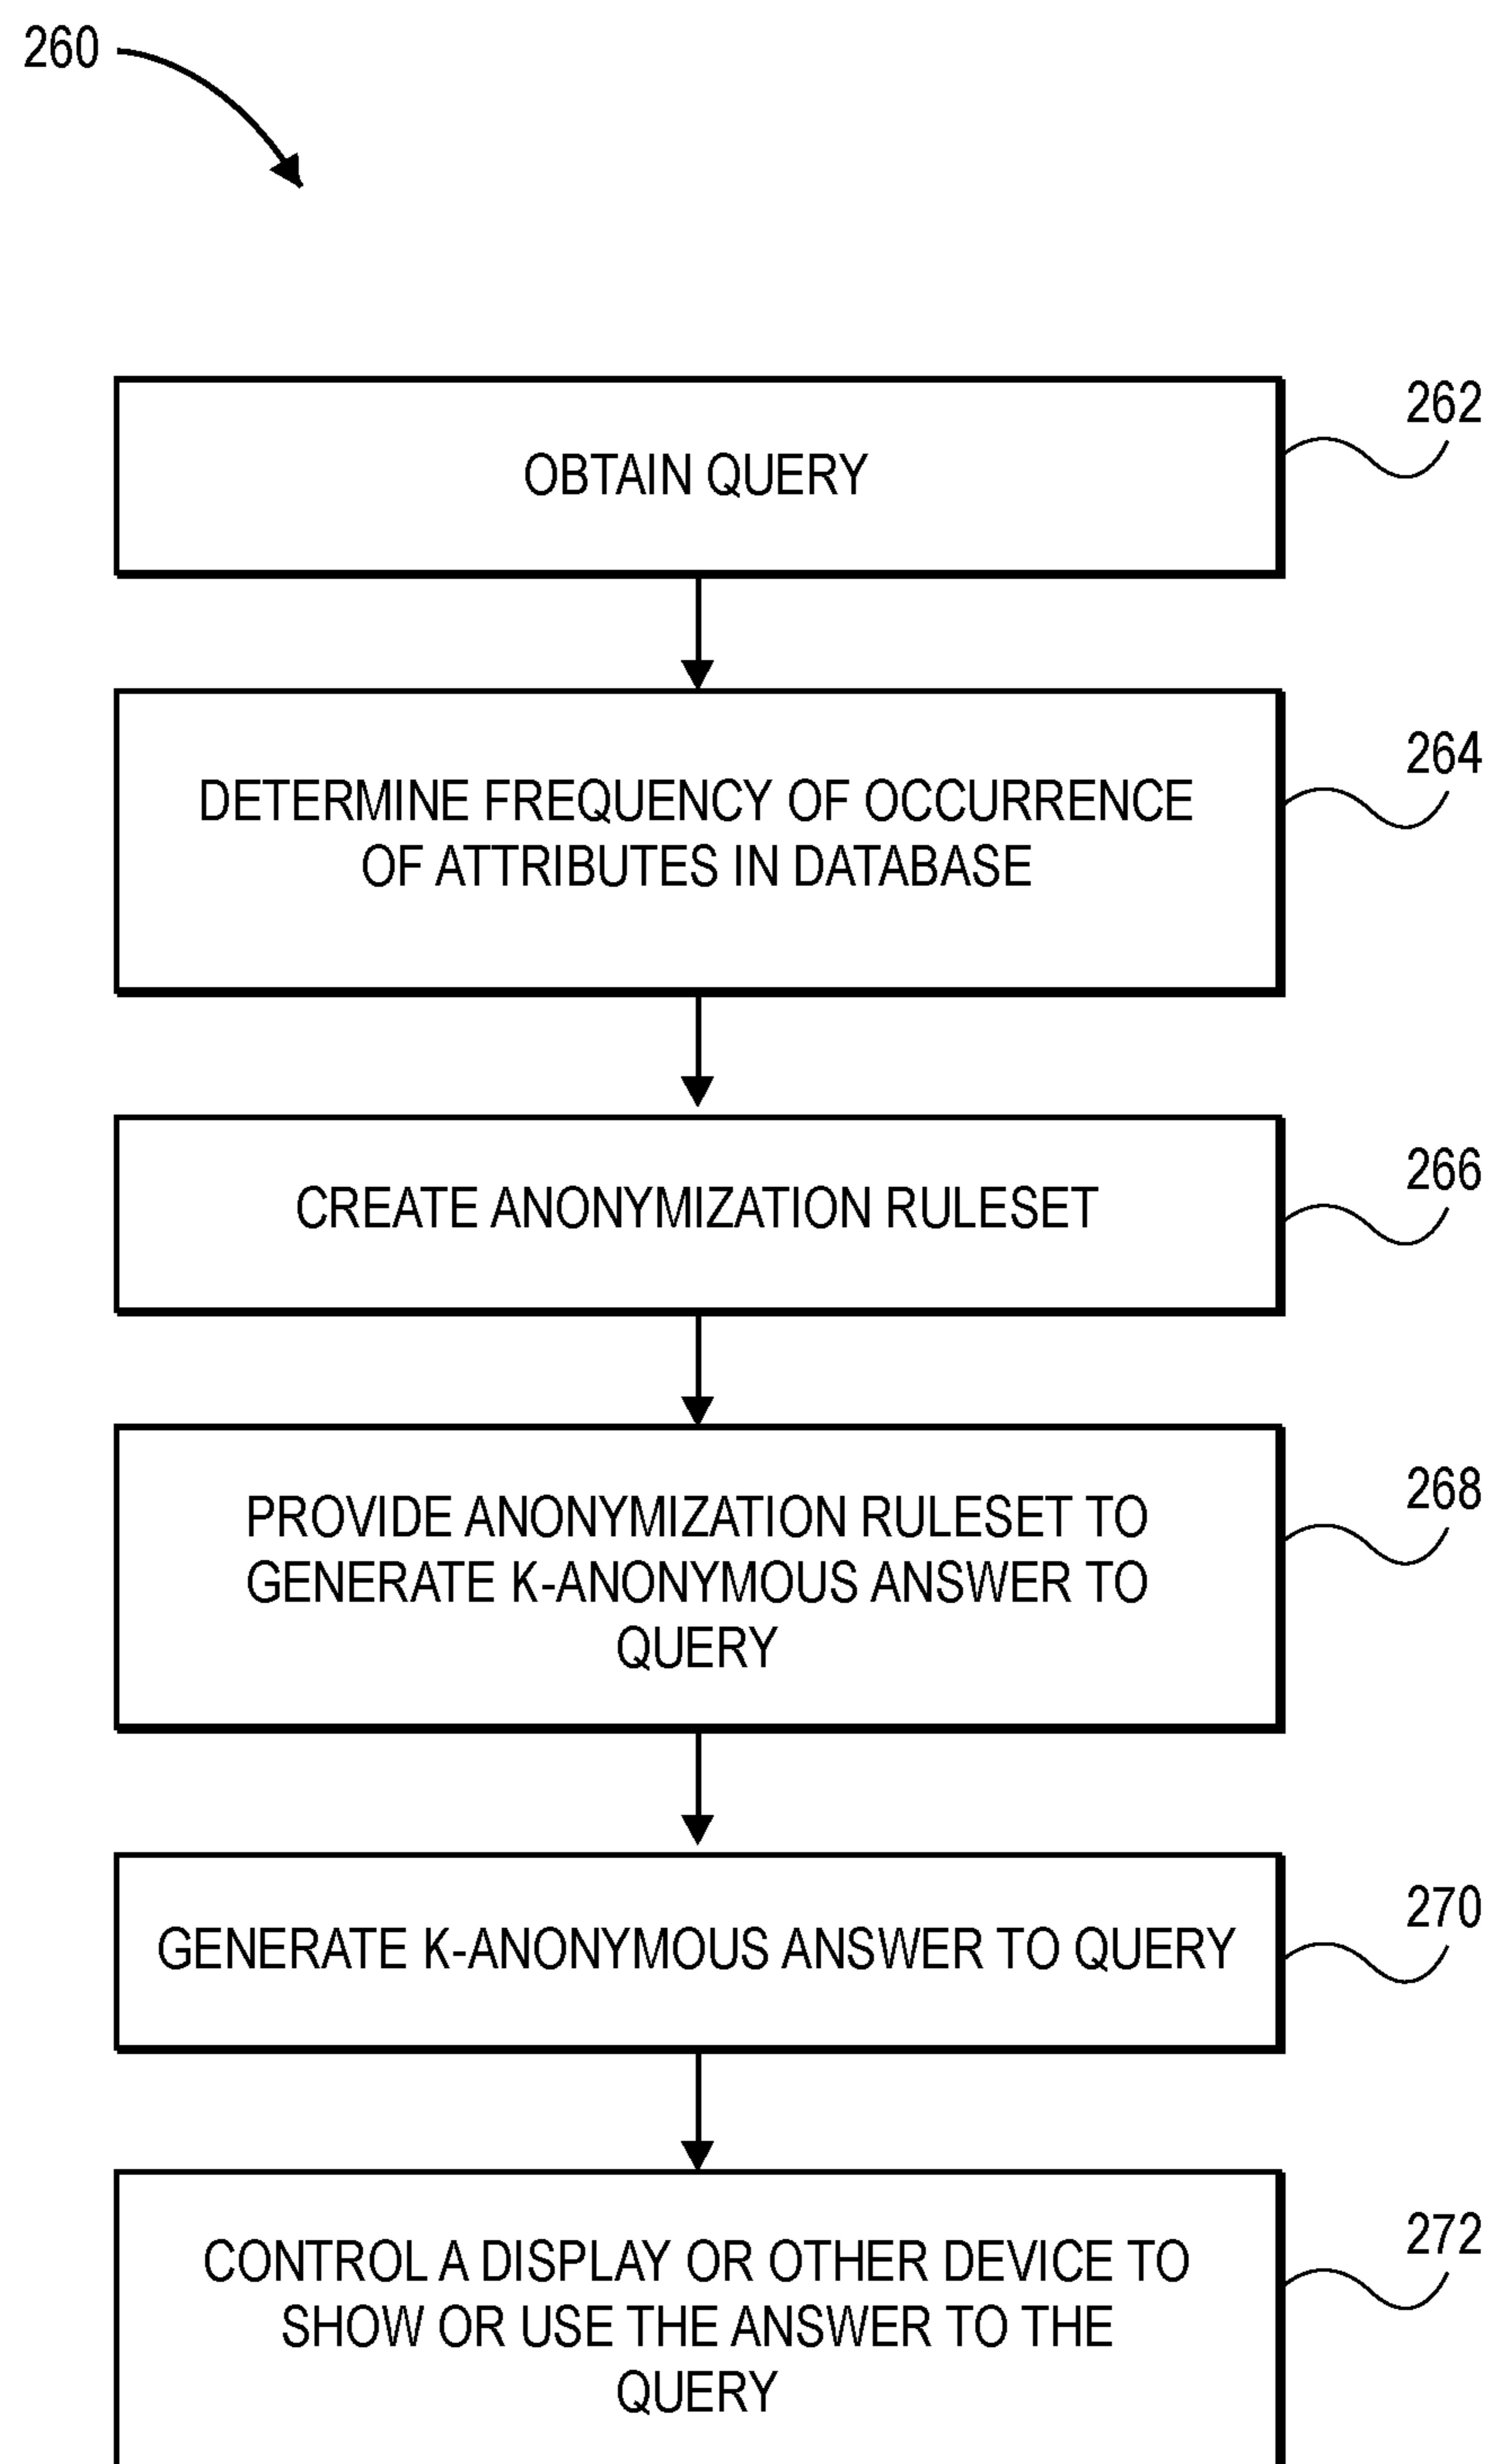 260
262
OBTAIN QUERY
264
DETERMINE FREQUENCY OF OCCURRENCE
OF ATTRIBUTES IN DATABASE
266
CREATE ANONYMIZATION RULESET
268
PROVIDE ANONYMIZATION RULESET TO
GENERATE K-ANONYMOUS ANSWER TO
QUERY
270
GENERATE K-ANONYMOUS ANSWER TO QUERY
272
CONTROL A DISPLAY OR OTHER DEVICE TO
SHOW OR USE THE ANSWER TO THE
QUERY